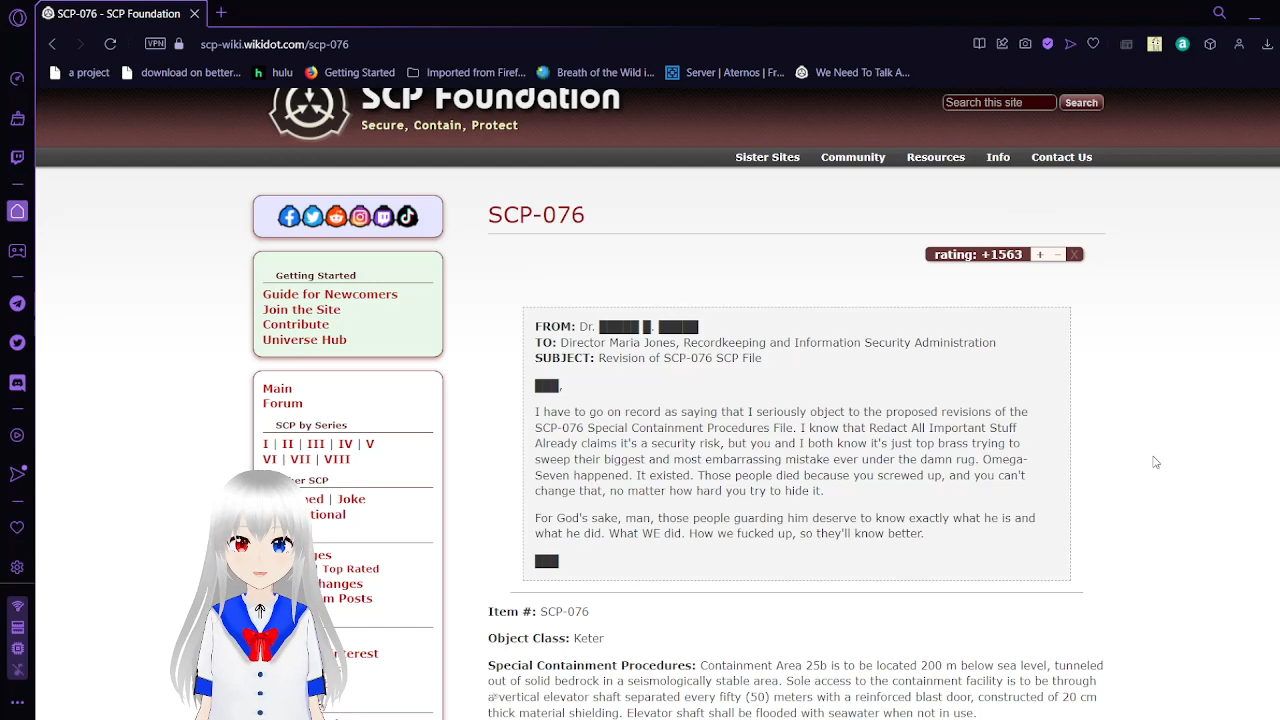 SCP-076 - SCP Foundation
VPN
scp-wiki.wikidot.com/scp-076
a project
download on better...
hulu
Getting Started
Imported from Firef...
Breath of the Wild i...
Server | Aternos | Fr...
We Need To Talk A...
SCP Foundation
Secure, Contain, Protect
Search this site
Search
Sister Sites
Community
Resources
Info
Contact Us
SCP-076
rating: +1563 + – X
Getting Started
Guide for Newcomers
Join the Site
Contribute
Universe Hub
Main
Forum
SCP by Series
I | II | III | IV | V
VI | VII | VIII
her SCP
ned | Joke
tional
ges
| Top Rated
hanges
m Posts
nterest
FROM: Dr. █████ █. █████
TO: Director Maria Jones, Recordkeeping and Information Security Administration
SUBJECT: Revision of SCP-076 SCP File
███,
I have to go on record as saying that I seriously object to the proposed revisions of the
SCP-076 Special Containment Procedures File. I know that Redact All Important Stuff
Already claims it's a security risk, but you and I both know it's just top brass trying to
sweep their biggest and most embarrassing mistake ever under the damn rug. Omega-
Seven happened. It existed. Those people died because you screwed up, and you can't
change that, no matter how hard you try to hide it.
For God's sake, man, those people guarding him deserve to know exactly what he is and
what he did. What WE did. How we fucked up, so they'll know better.
███
Item #: SCP-076
Object Class: Keter
Special Containment Procedures: Containment Area 25b is to be located 200 m below sea level, tunneled
out of solid bedrock in a seismologically stable area. Sole access to the containment facility is to be through
a vertical elevator shaft separated every fifty (50) meters with a reinforced blast door, constructed of 20 cm
thick material shielding. Elevator shaft shall be flooded with seawater when not in use.